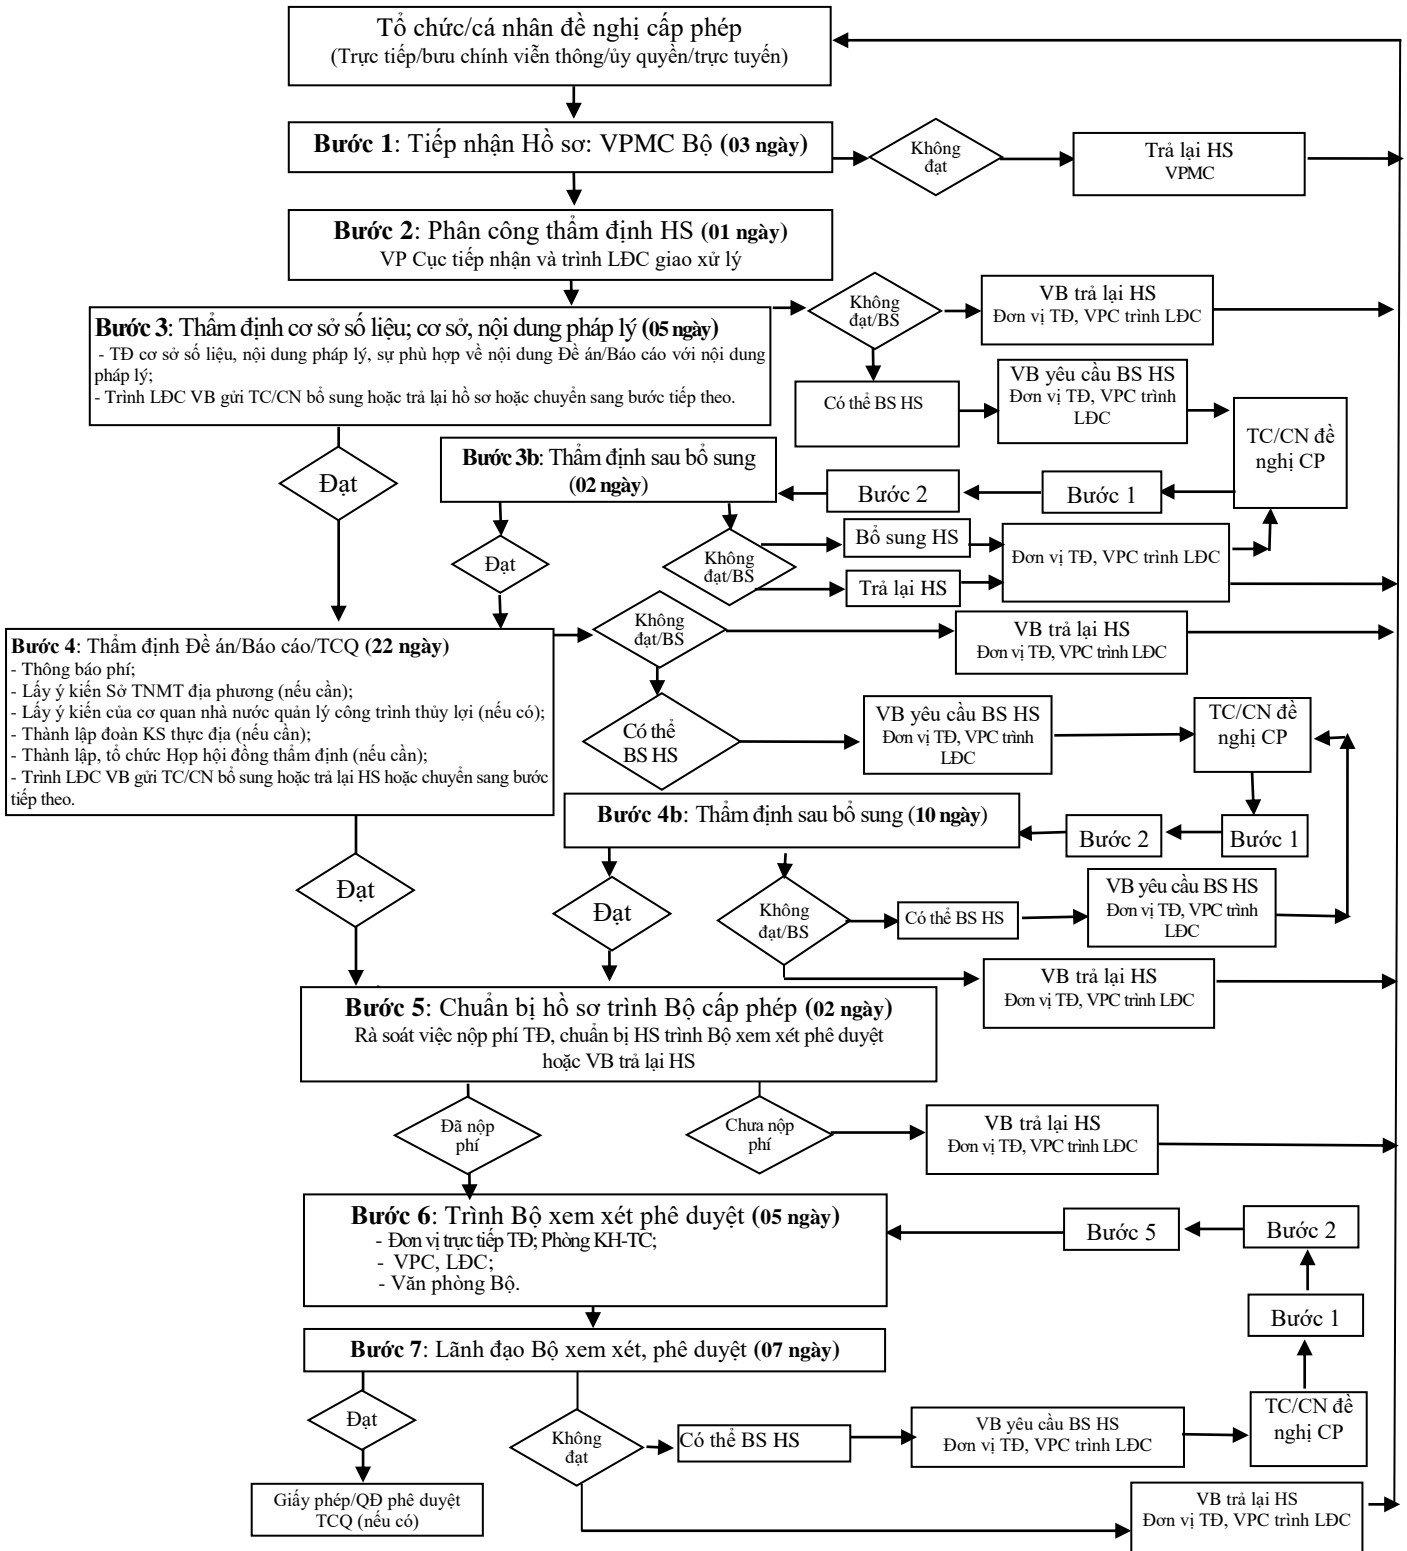 Tổ chức/cá nhân đề nghị cấp phép
(Trực tiếp/bưu chính viễn thông/ủy quyền/trực tuyến)
Bước 1: Tiếp nhận Hồ sơ: VPMC Bộ (03 ngày)
Không
đạt
Trả lại HS
VPMC
Bước 2: Phân công thẩm định HS (01 ngày)
VP Cục tiếp nhận và trình LĐC giao xử lý
Bước 3: Thẩm định cơ sở số liệu; cơ sở, nội dung pháp lý (05 ngày)
- TĐ cơ sở số liệu, nội dung pháp lý, sự phù hợp về nội dung Đề án/Báo cáo với nội dung
pháp lý;
- Trình LĐC VB gửi TC/CN bổ sung hoặc trả lại hồ sơ hoặc chuyển sang bước tiếp theo.
Không
đạt/BS
VB trả lại HS
Đơn vị TĐ, VPC trình LĐC
Có thể BS HS
VB yêu cầu BS HS
Đơn vị TĐ, VPC trình
LĐC
TC/CN đề
nghị CP
Đạt
Bước 3b: Thẩm định sau bổ sung
(02 ngày)
Bước 2
Bước 1
Đạt
Không
đạt/BS
Bổ sung HS
Trả lại HS
Đơn vị TĐ, VPC trình LĐC
Bước 4: Thẩm định Đề án/Báo cáo/TCQ (22 ngày)
- Thông báo phí;
- Lấy ý kiến Sở TNMT địa phương (nếu cần);
- Lấy ý kiến của cơ quan nhà nước quản lý công trình thủy lợi (nếu có);
- Thành lập đoàn KS thực địa (nếu cần);
- Thành lập, tổ chức Họp hội đồng thẩm định (nếu cần);
- Trình LĐC VB gửi TC/CN bổ sung hoặc trả lại HS hoặc chuyển sang bước
tiếp theo.
Không
đạt/BS
VB trả lại HS
Đơn vị TĐ, VPC trình LĐC
Có thể
BS HS
VB yêu cầu BS HS
Đơn vị TĐ, VPC trình
LĐC
TC/CN đề
nghị CP
Bước 4b: Thẩm định sau bổ sung (10 ngày)
Bước 2
Bước 1
Đạt
Đạt
Không
đạt/BS
Có thể BS HS
VB yêu cầu BS HS
Đơn vị TĐ, VPC trình
LĐC
VB trả lại HS
Đơn vị TĐ, VPC trình LĐC
Bước 5: Chuẩn bị hồ sơ trình Bộ cấp phép (02 ngày)
Rà soát việc nộp phí TĐ, chuẩn bị HS trình Bộ xem xét phê duyệt
hoặc VB trả lại HS
Đã nộp
phí
Chưa nộp
phí
VB trả lại HS
Đơn vị TĐ, VPC trình LĐC
Bước 6: Trình Bộ xem xét phê duyệt (05 ngày)
- Đơn vị trực tiếp TĐ; Phòng KH-TC;
- VPC, LĐC;
- Văn phòng Bộ.
Bước 5
Bước 2
Bước 1
Bước 7: Lãnh đạo Bộ xem xét, phê duyệt (07 ngày)
Đạt
Không
đạt
Có thể BS HS
VB yêu cầu BS HS
Đơn vị TĐ, VPC trình LĐC
TC/CN đề
nghị CP
Giấy phép/QĐ phê duyệt
TCQ (nếu có)
VB trả lại HS
Đơn vị TĐ, VPC trình LĐC